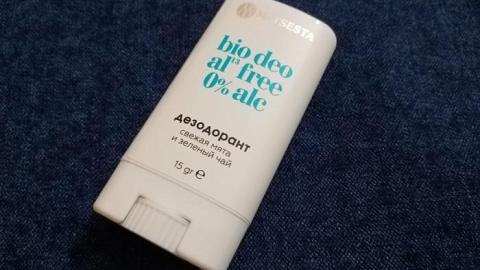 bio deo
al¹³ free
0% alc
дезодорант
свежая мята
и зеленый чай
15 gr ℮